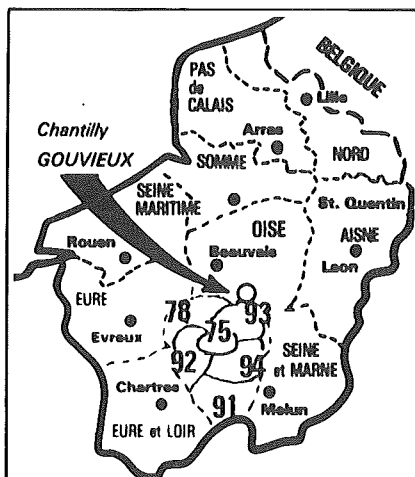 BELGIQUE
PAS
de
CALAIS
Lille
Chantilly
GOUVIEUX
Arras
NORD
SOMME
SEINE
MARITIME
St. Quentin
OISE
AISNE
Rouen
Beauvais
Laon
EURE
78
93
75
Evreux
92
94
SEINE
et MARNE
Chartres
91
Melun
EURE et LOIR